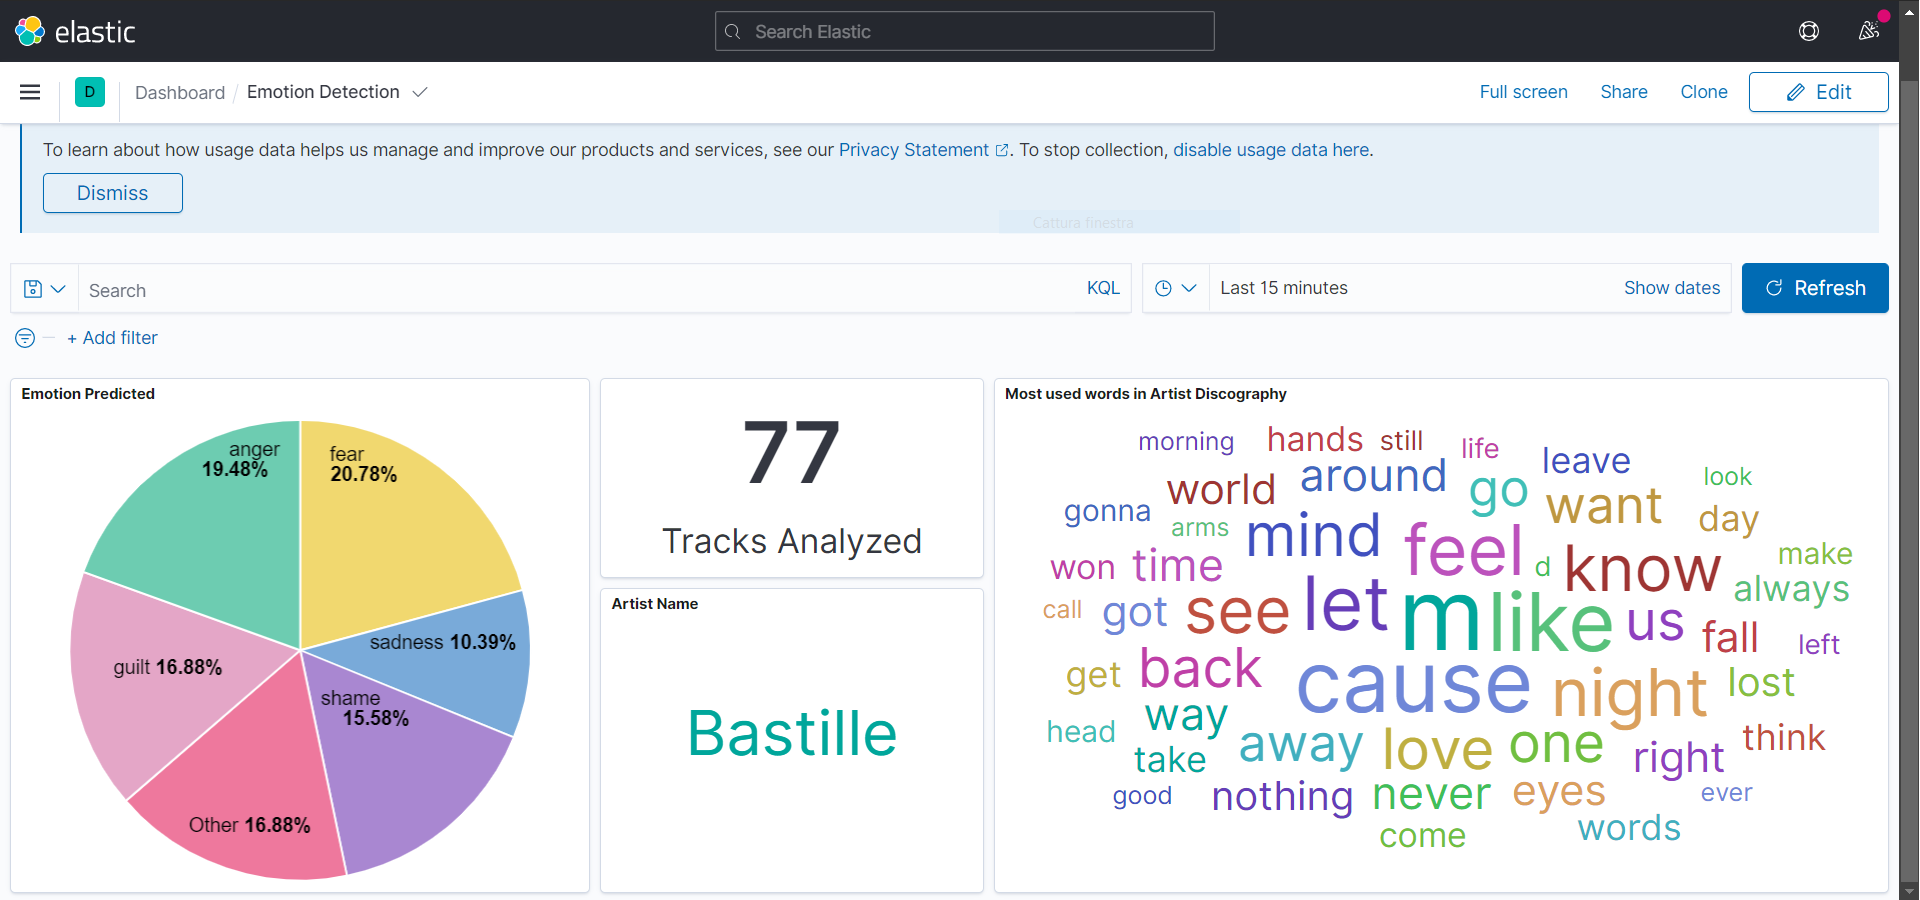 elastic
Search Elastic
D
Dashboard / Emotion Detection
Full screen
Share
Clone
Edit
To learn about how usage data helps us manage and improve our products and services, see our Privacy Statement. To stop collection, disable usage data here.
Dismiss
Cattura finestra
Search
KQL
Last 15 minutes
Show dates
Refresh
+ Add filter
Emotion Predicted
anger
19.48%
fear
20.78%
sadness 10.39%
guilt 16.88%
shame
15.58%
Other 16.88%
77
Tracks Analyzed
Artist Name
Bastille
Most used words in Artist Discography
morning hands still life leave
world around go want look
gonna arms mind feel day
won time d know make
call got see let m like us always
fall left
get back cause night lost
head way away love one right think
take
good nothing never eyes ever
come words